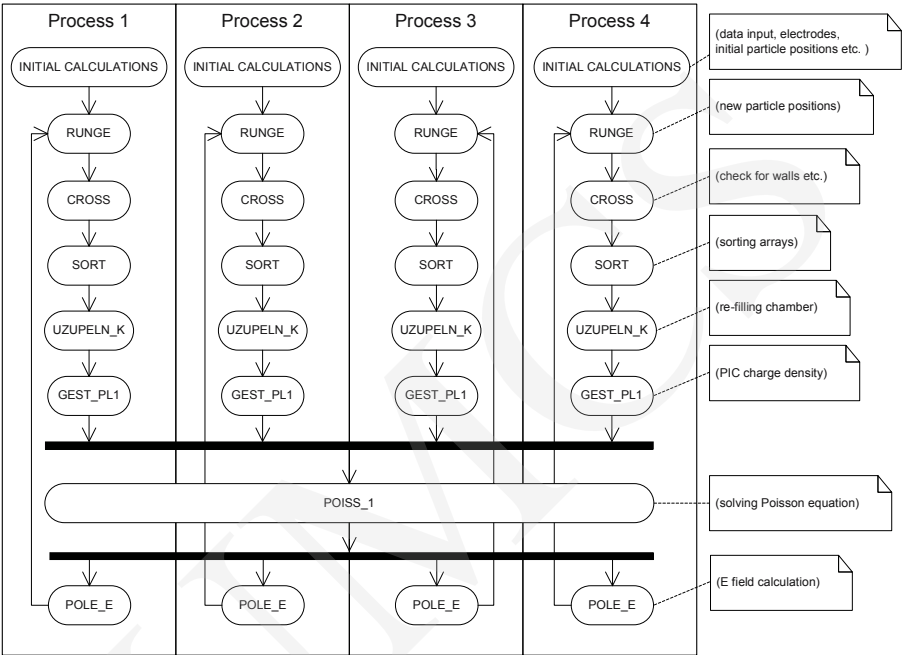 Process 1
Process 2
Process 3
Process 4
INITIAL CALCULATIONS
INITIAL CALCULATIONS
INITIAL CALCULATIONS
INITIAL CALCULATIONS
(data input, electrodes,
initial particle positions etc. )
RUNGE
RUNGE
RUNGE
RUNGE
(new particle positions)
CROSS
CROSS
CROSS
CROSS
(check for walls etc.)
SORT
SORT
SORT
SORT
(sorting arrays)
UZUPELN_K
UZUPELN_K
UZUPELN_K
UZUPELN_K
(re-filling chamber)
GEST_PL1
GEST_PL1
GEST_PL1
GEST_PL1
(PIC charge density)
POISS_1
(solving Poisson equation)
POLE_E
POLE_E
POLE_E
POLE_E
(E field calculation)
UMCS